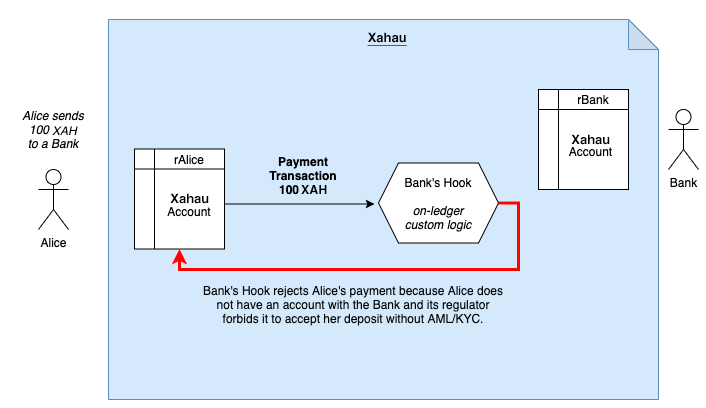 Xahau
Alice sends
100 XAH
to a Bank
Alice
rAlice
Xahau
Account
Payment
Transaction
100 XAH
Bank's Hook
on-ledger
custom logic
rBank
Xahau
Account
Bank
Bank's Hook rejects Alice's payment because Alice does
not have an account with the Bank and its regulator
forbids it to accept her deposit without AML/KYC.